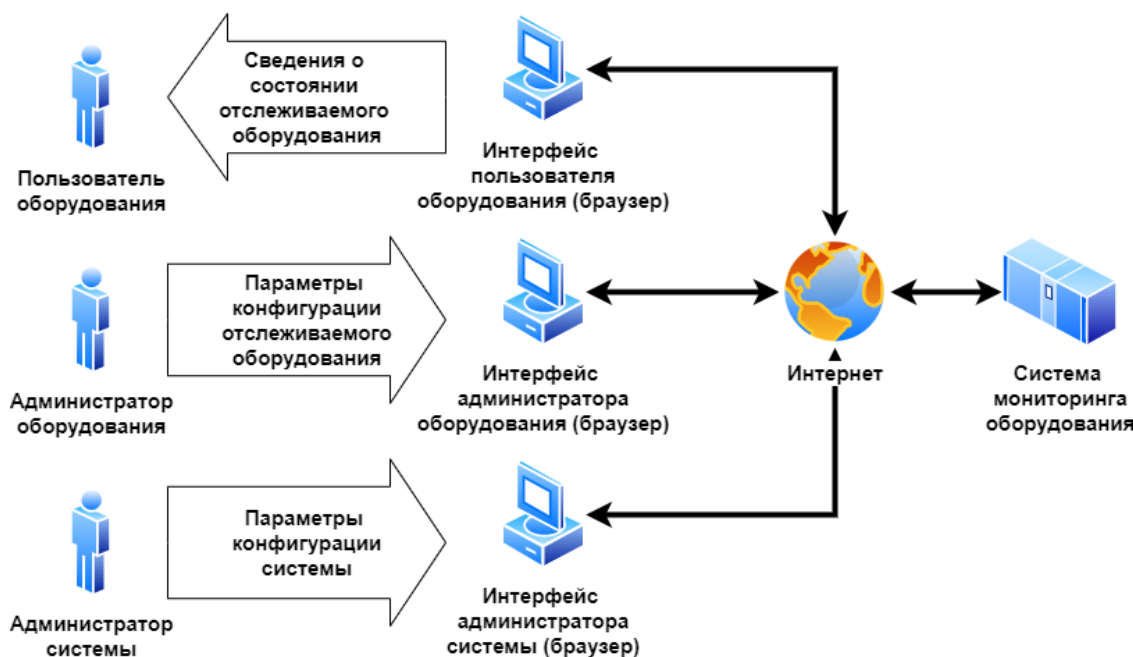 Сведения о
состоянии
отслеживаемого
оборудования
Пользователь
оборудования
Интерфейс
пользователя
оборудования (браузер)
Параметры
конфигурации
отслеживаемого
оборудования
Администратор
оборудования
Интерфейс
администратора
оборудования (браузер)
Интернет
Система
мониторинга
оборудования
Параметры
конфигурации
системы
Администратор
системы
Интерфейс
администратора
системы (браузер)